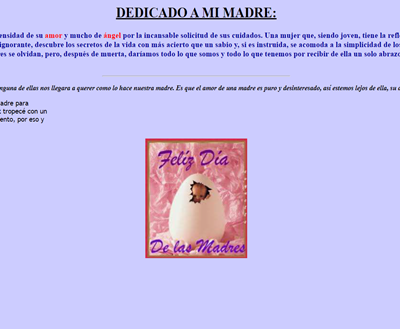 DEDICADO A MI MADRE:
ensidad de su amor y mucho de ángel por la incansable solicitud de sus cuidados. Una mujer que, siendo joven, tiene la refl
ignorante, descubre los secretos de la vida con más acierto que un sabio y, si es instruida, se acomoda a la simplicidad de los
res se olvidan, pero, después de muerta, daríamos todo lo que somos y todo lo que tenemos por recibir de ella un solo abrazo
nguna de ellas nos llegara a querer como lo hace nuestra madre. Es que el amor de una madre es puro y desinteresado, así estemos lejos de ella, su
adre para
tropecé con un
ento, por eso y
Felíz Día
De las Madres